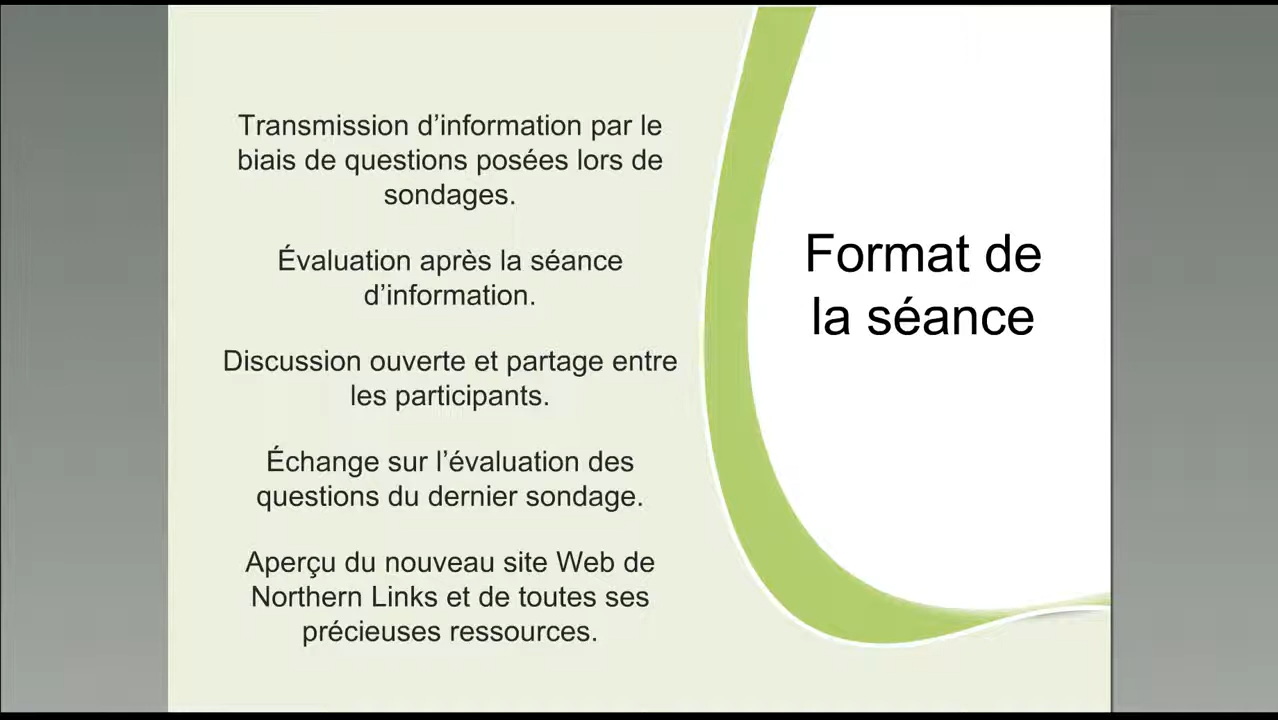 Transmission d’information par le
biais de questions posées lors de
sondages.
Évaluation après la séance
d’information.
Discussion ouverte et partage entre
les participants.
Échange sur l’évaluation des
questions du dernier sondage.
Aperçu du nouveau site Web de
Northern Links et de toutes ses
précieuses ressources.
Format de
la séance